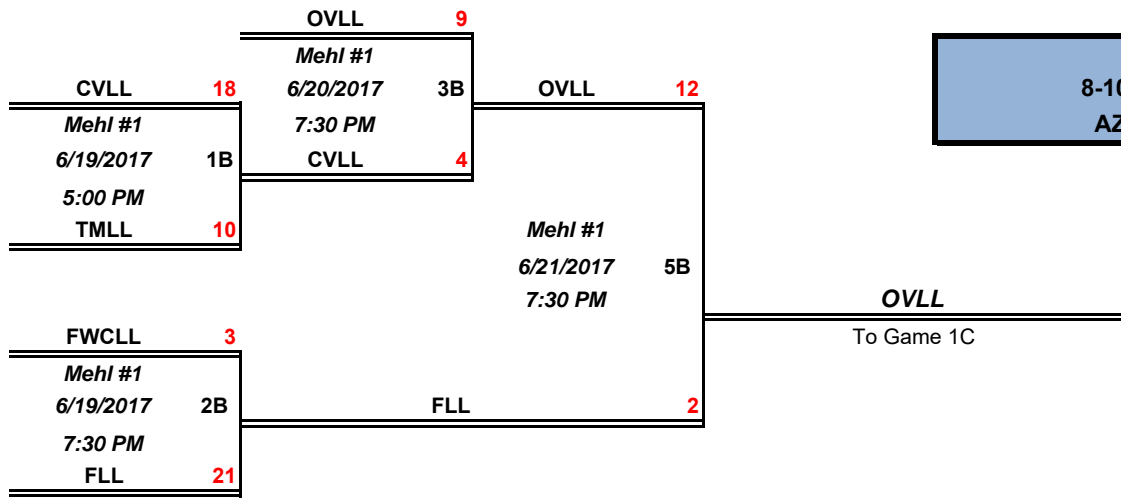 OVLL 9
Mehl #1
6/20/2017 3B
7:30 PM
CVLL 4
CVLL 18
Mehl #1
6/19/2017 1B
5:00 PM
TMLL 10
OVLL 12
Mehl #1
6/21/2017 5B
7:30 PM
FLL 2
FWCLL 3
Mehl #1
6/19/2017 2B
7:30 PM
FLL 21
OVLL
To Game 1C
8-10
AZ